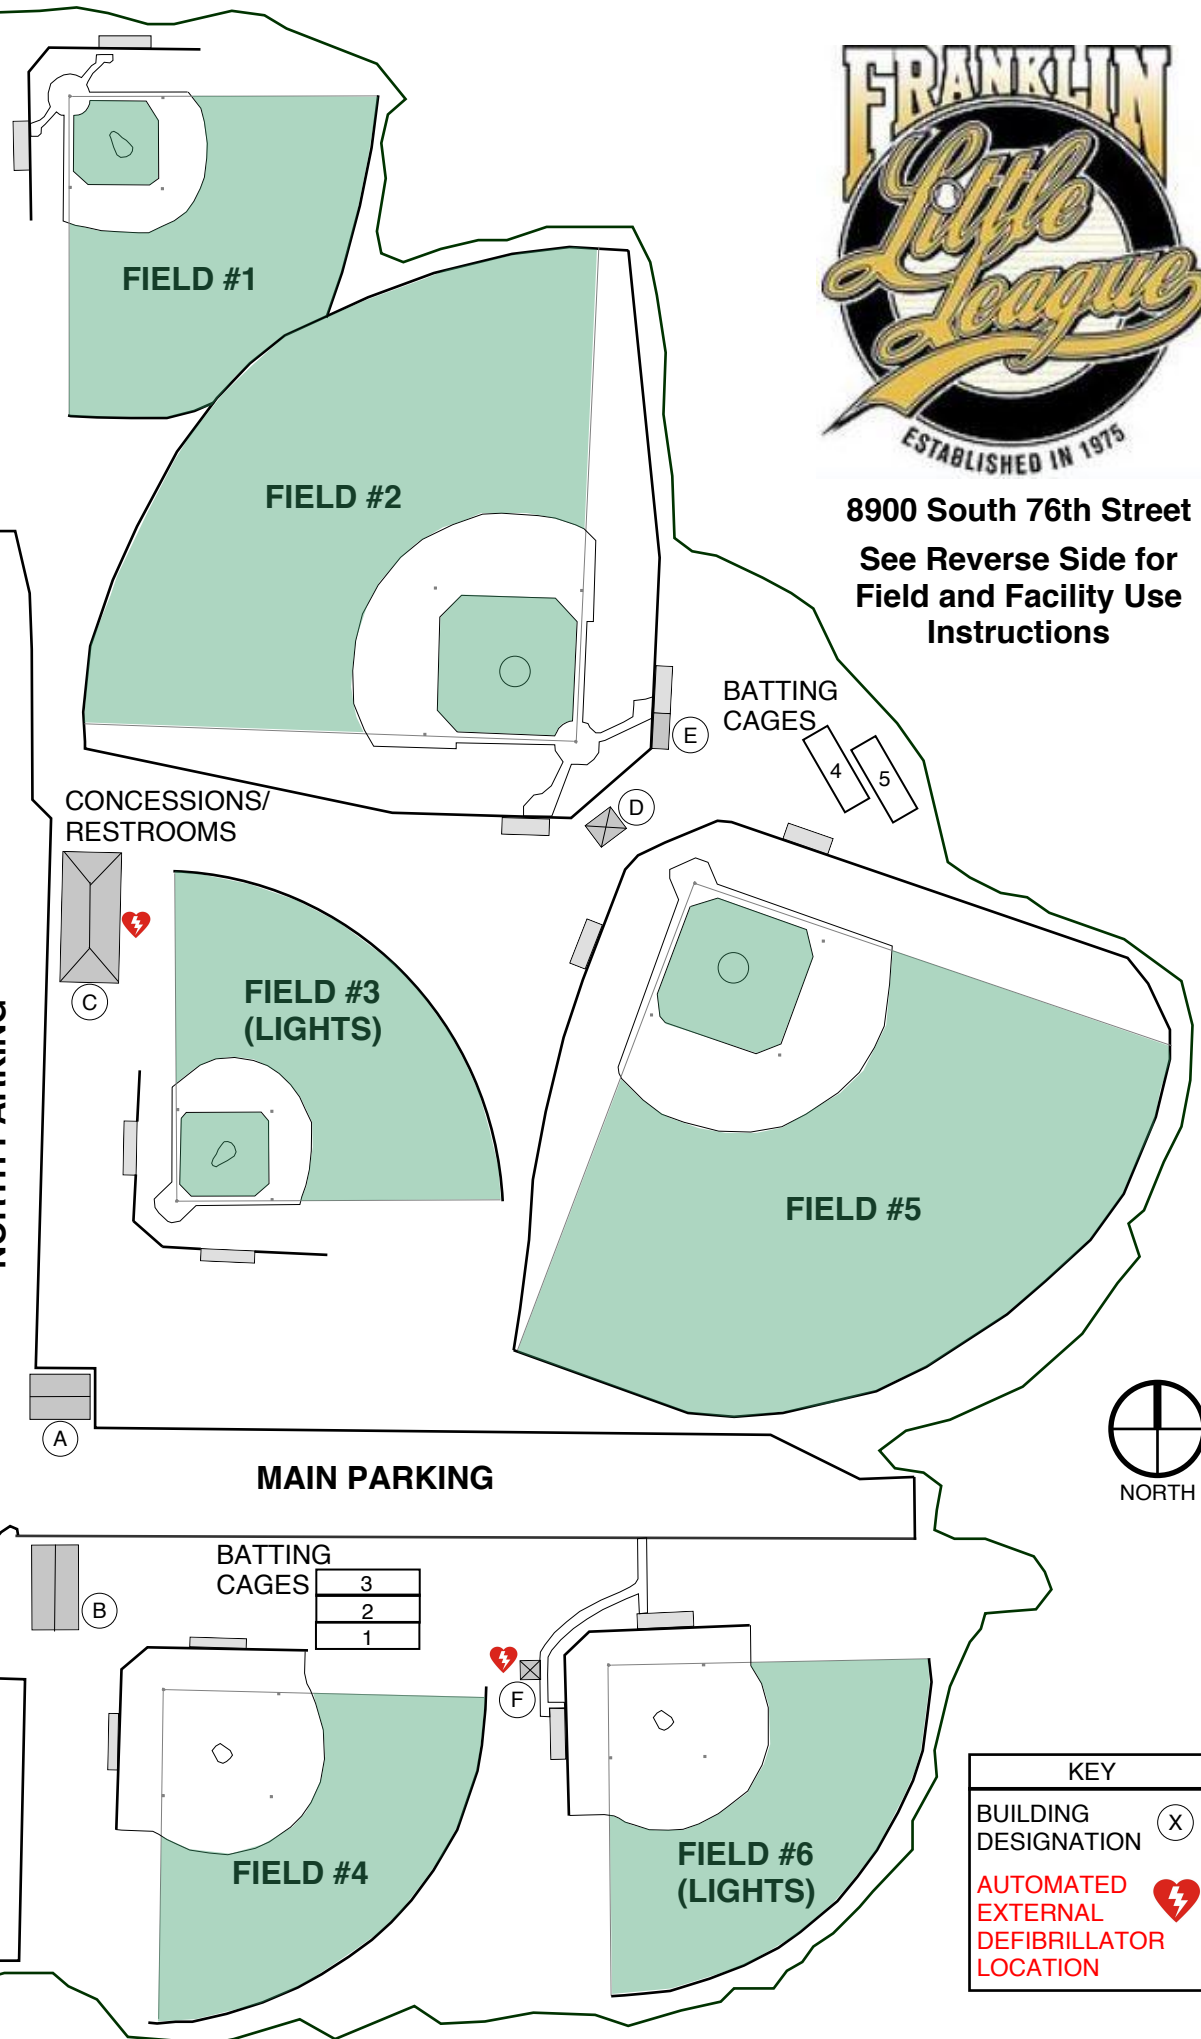 FRANKLIN
Little
League
ESTABLISHED IN 1975
8900 South 76th Street
See Reverse Side for
Field and Facility Use
Instructions
FIELD #1
FIELD #2
BATTING
CAGES
4
5
E
D
CONCESSIONS/
RESTROOMS
C
FIELD #3
(LIGHTS)
NORTH PARKING
FIELD #5
A
MAIN PARKING
NORTH
BATTING
CAGES
3
2
1
B
F
FIELD #4
FIELD #6
(LIGHTS)
KEY
BUILDING
DESIGNATION
X
AUTOMATED
EXTERNAL
DEFIBRILLATOR
LOCATION